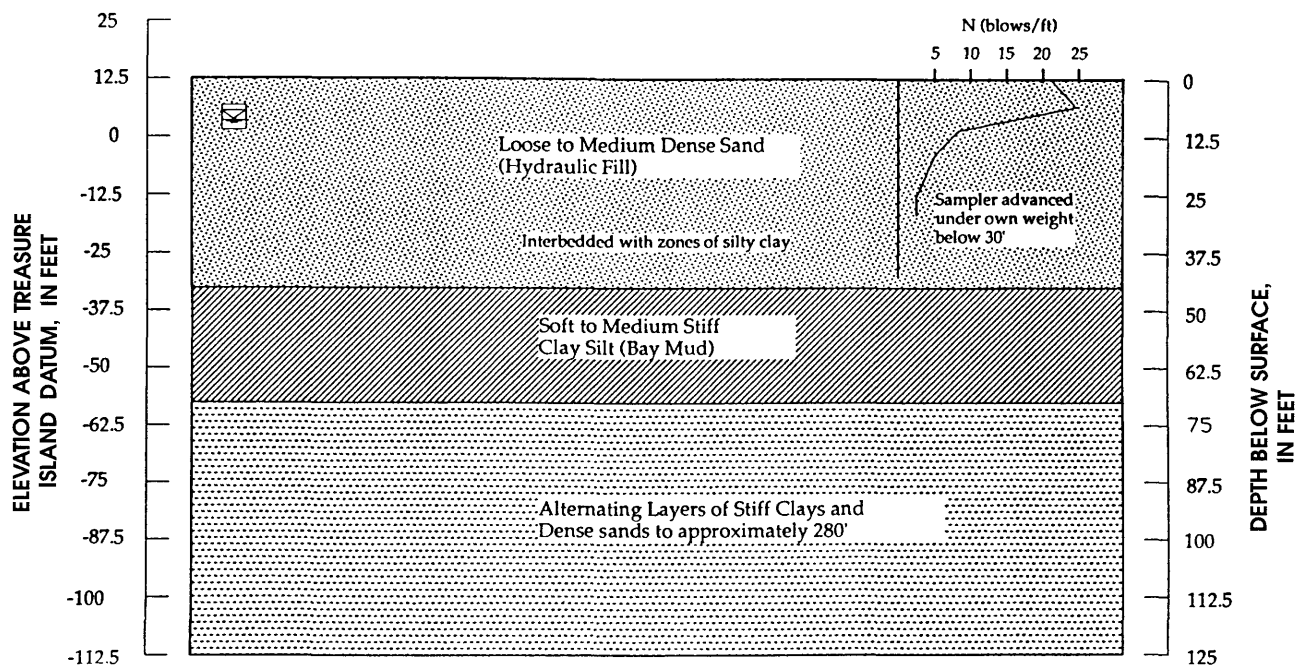 N (blows/ft)
5 10 15 20 25
25
12.5
0
-12.5
-25
-37.5
-50
-62.5
-75
-87.5
-100
-112.5
ELEVATION ABOVE TREASURE
ISLAND DATUM, IN FEET
Loose to Medium Dense Sand
(Hydraulic Fill)
Interbedded with zones of silty clay
Sampler advanced
under own weight
below 30'
Soft to Medium Stiff
Clay Silt (Bay Mud)
Alternating Layers of Stiff Clays and
Dense sands to approximately 280'
0
12.5
25
37.5
50
62.5
75
87.5
100
112.5
125
DEPTH BELOW SURFACE,
IN FEET